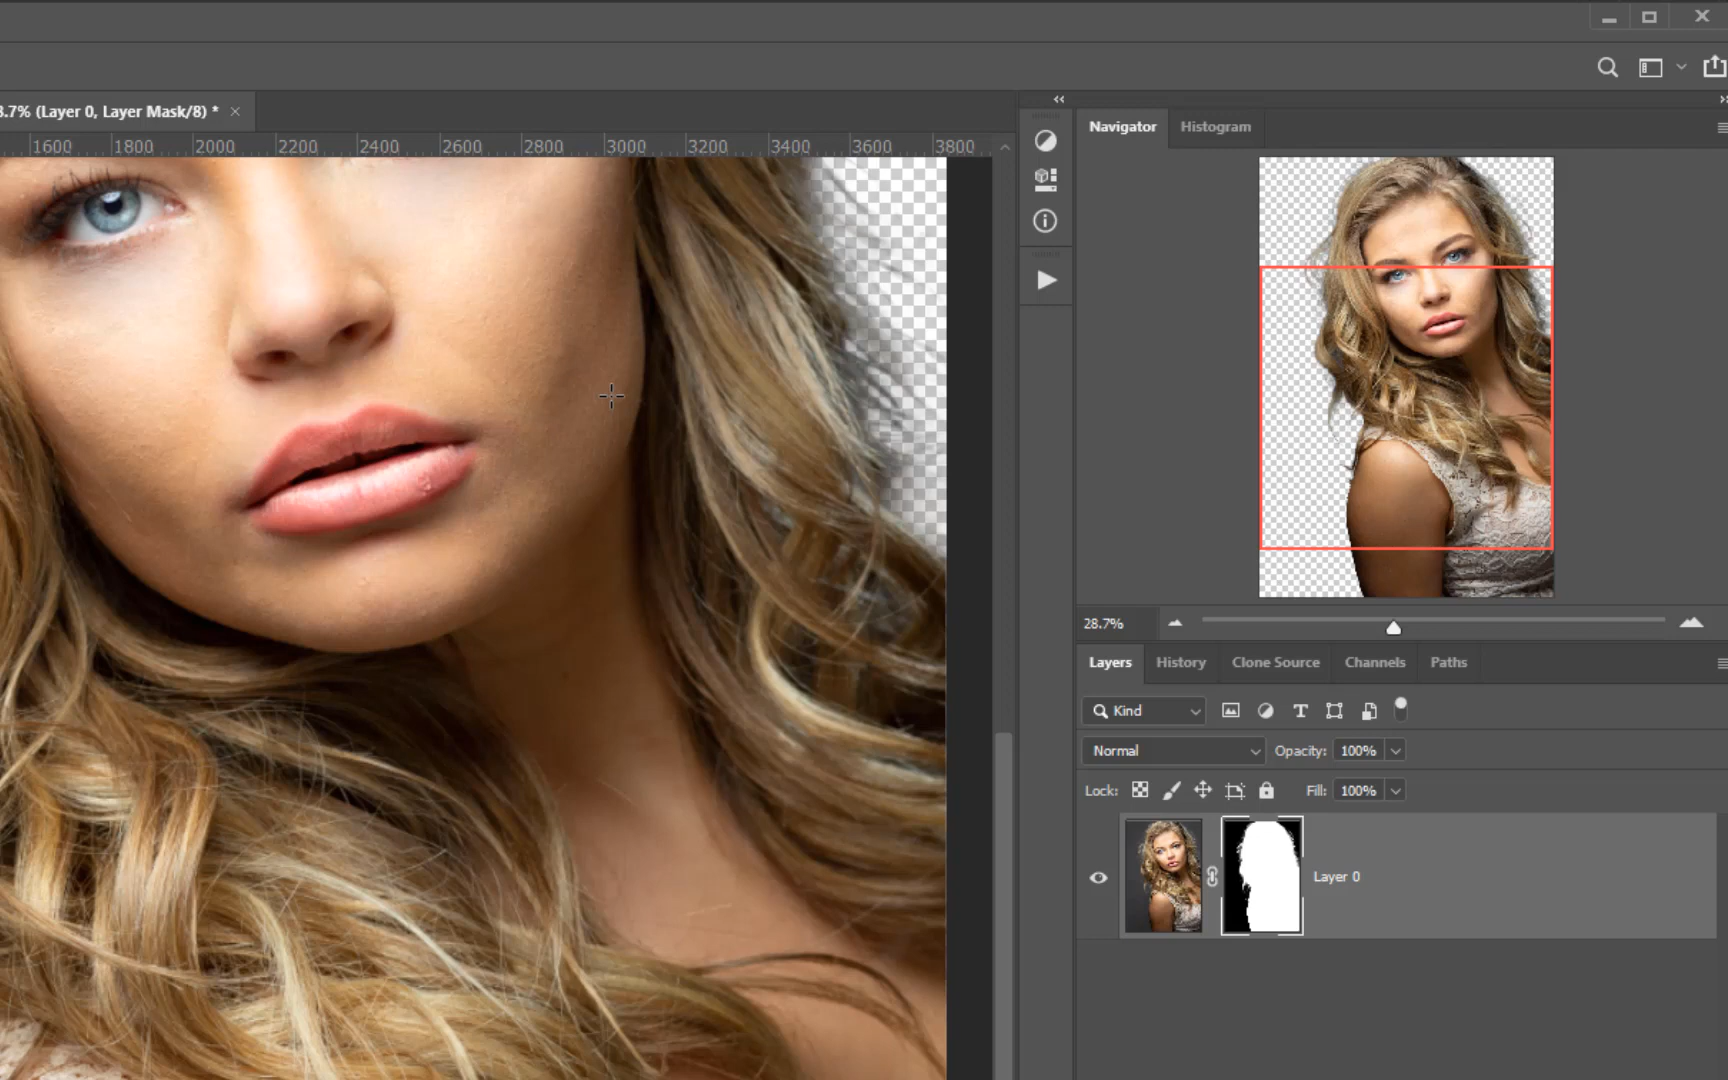 .7% (Layer 0, Layer Mask/8) * ×
1600 1800 2000 2200 2400 2600 2800 3000 3200 3400 3600 3800
Navigator Histogram
28.7%
Layers History Clone Source Channels Paths
Kind
Normal Opacity: 100%
Lock: Fill: 100%
Layer 0